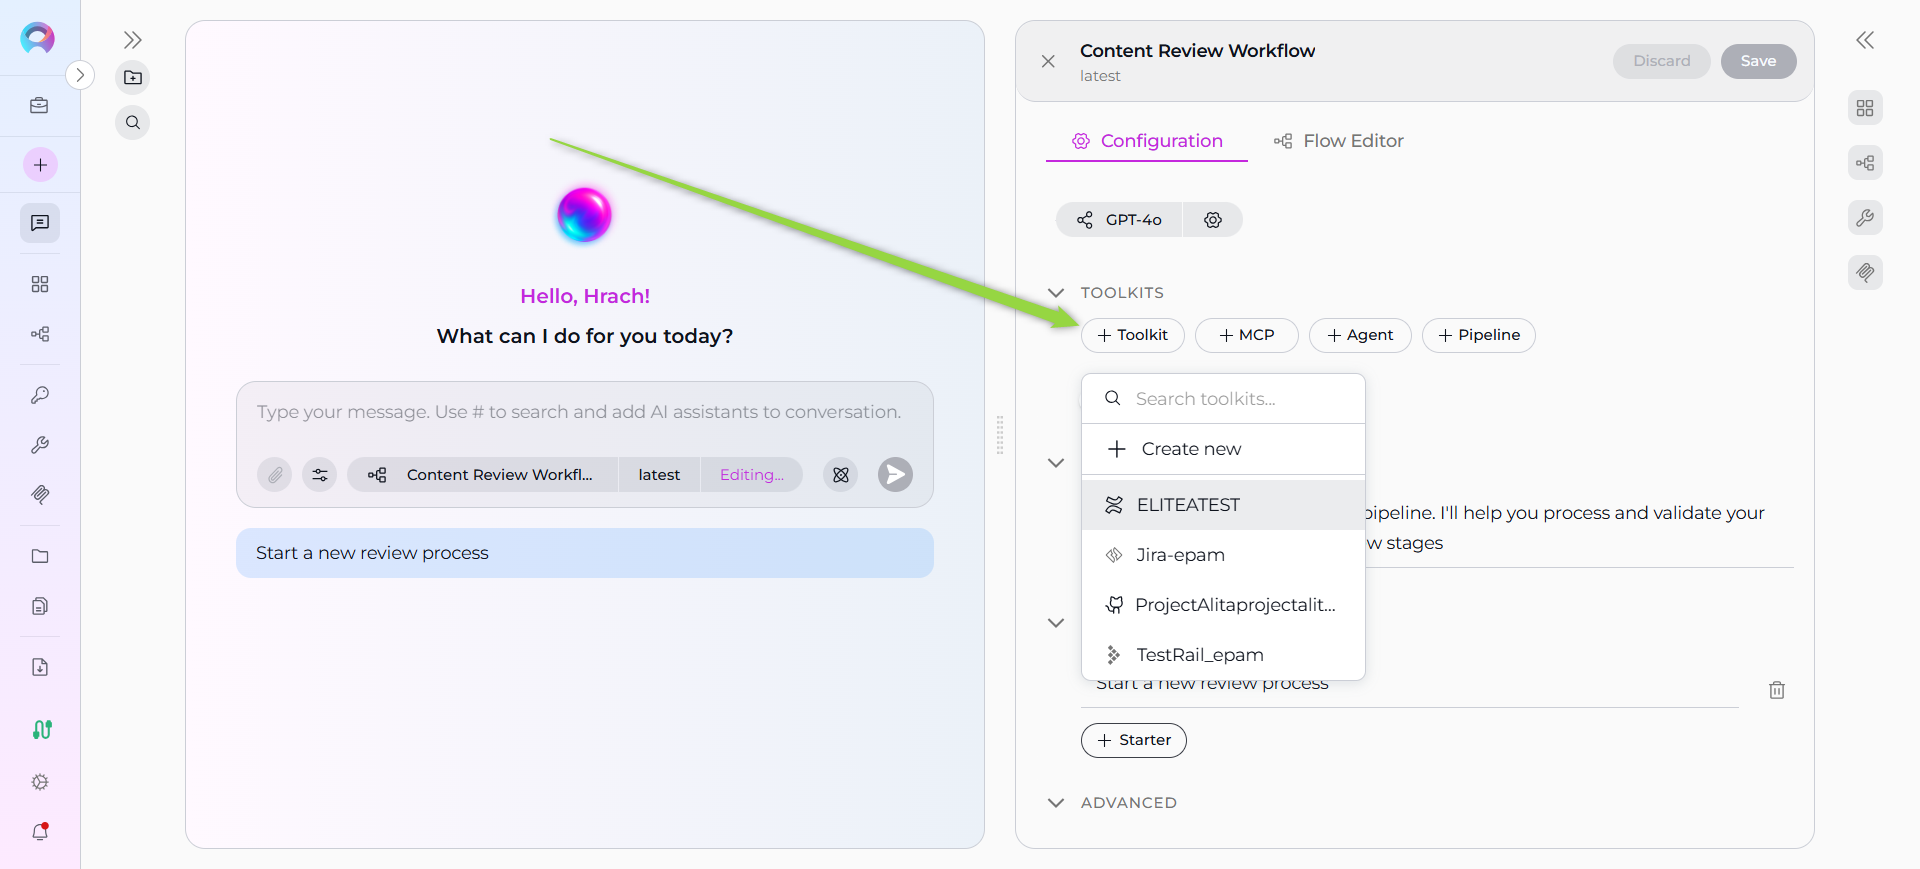 Hello, Hrach!
What can I do for you today?
Type your message. Use # to search and add AI assistants to conversation.
Content Review Workfl...
latest
Editing...
Start a new review process
Content Review Workflow
latest
Discard
Save
Configuration
Flow Editor
GPT-4o
TOOLKITS
Toolkit
MCP
Agent
Pipeline
Search toolkits...
Create new
ELITEATEST
Jira-epam
ProjectAlitaprojectalit...
TestRail_epam
pipeline. I'll help you process and validate your
stages
Start a new review process
Starter
ADVANCED